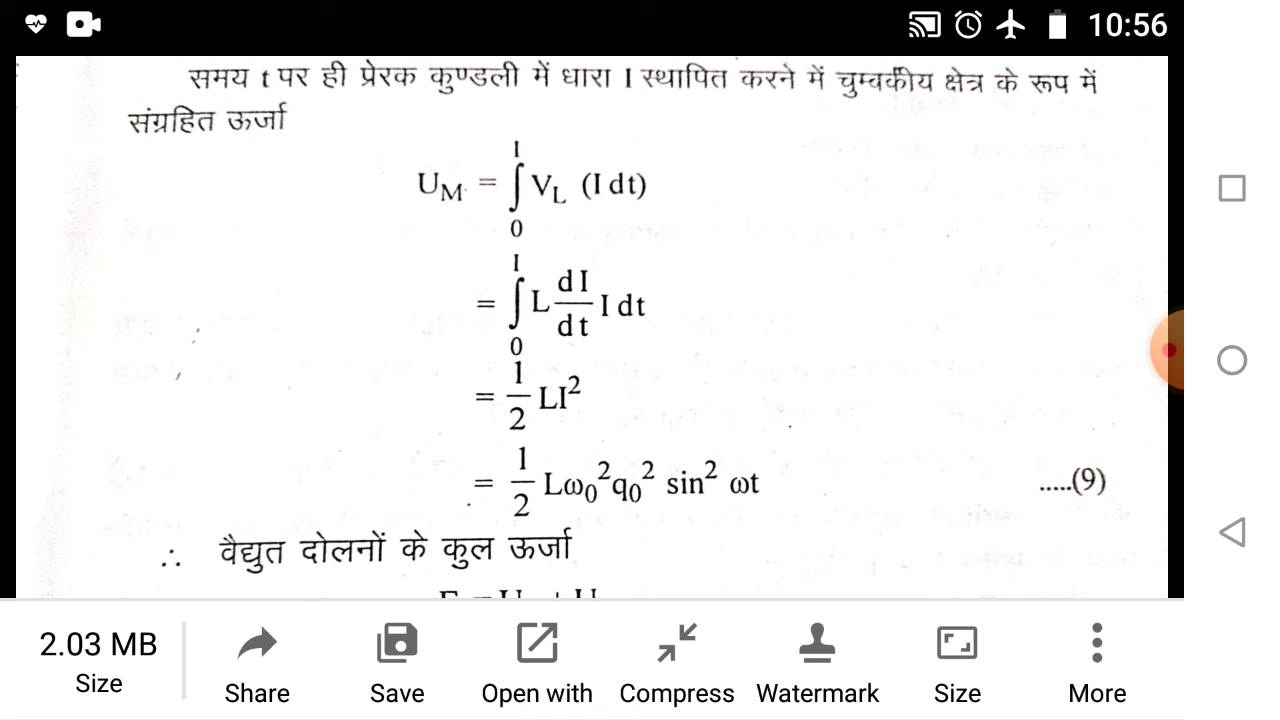 10:56
समय t पर ही प्रेरक कुण्डली में धारा I स्थापित करने में चुम्बकीय क्षेत्र के रूप में
संग्रहित ऊर्जा
U_M = ∫₀ᴵ V_L (I dt)
= ∫₀ᴵ L dI/dt I dt
= 1/2 LI²
= 1/2 Lω₀²q₀² sin² ωt .....(9)
∴ वैद्युत दोलनों के कुल ऊर्जा
2.03 MB
Size
Share
Save
Open with
Compress
Watermark
Size
More